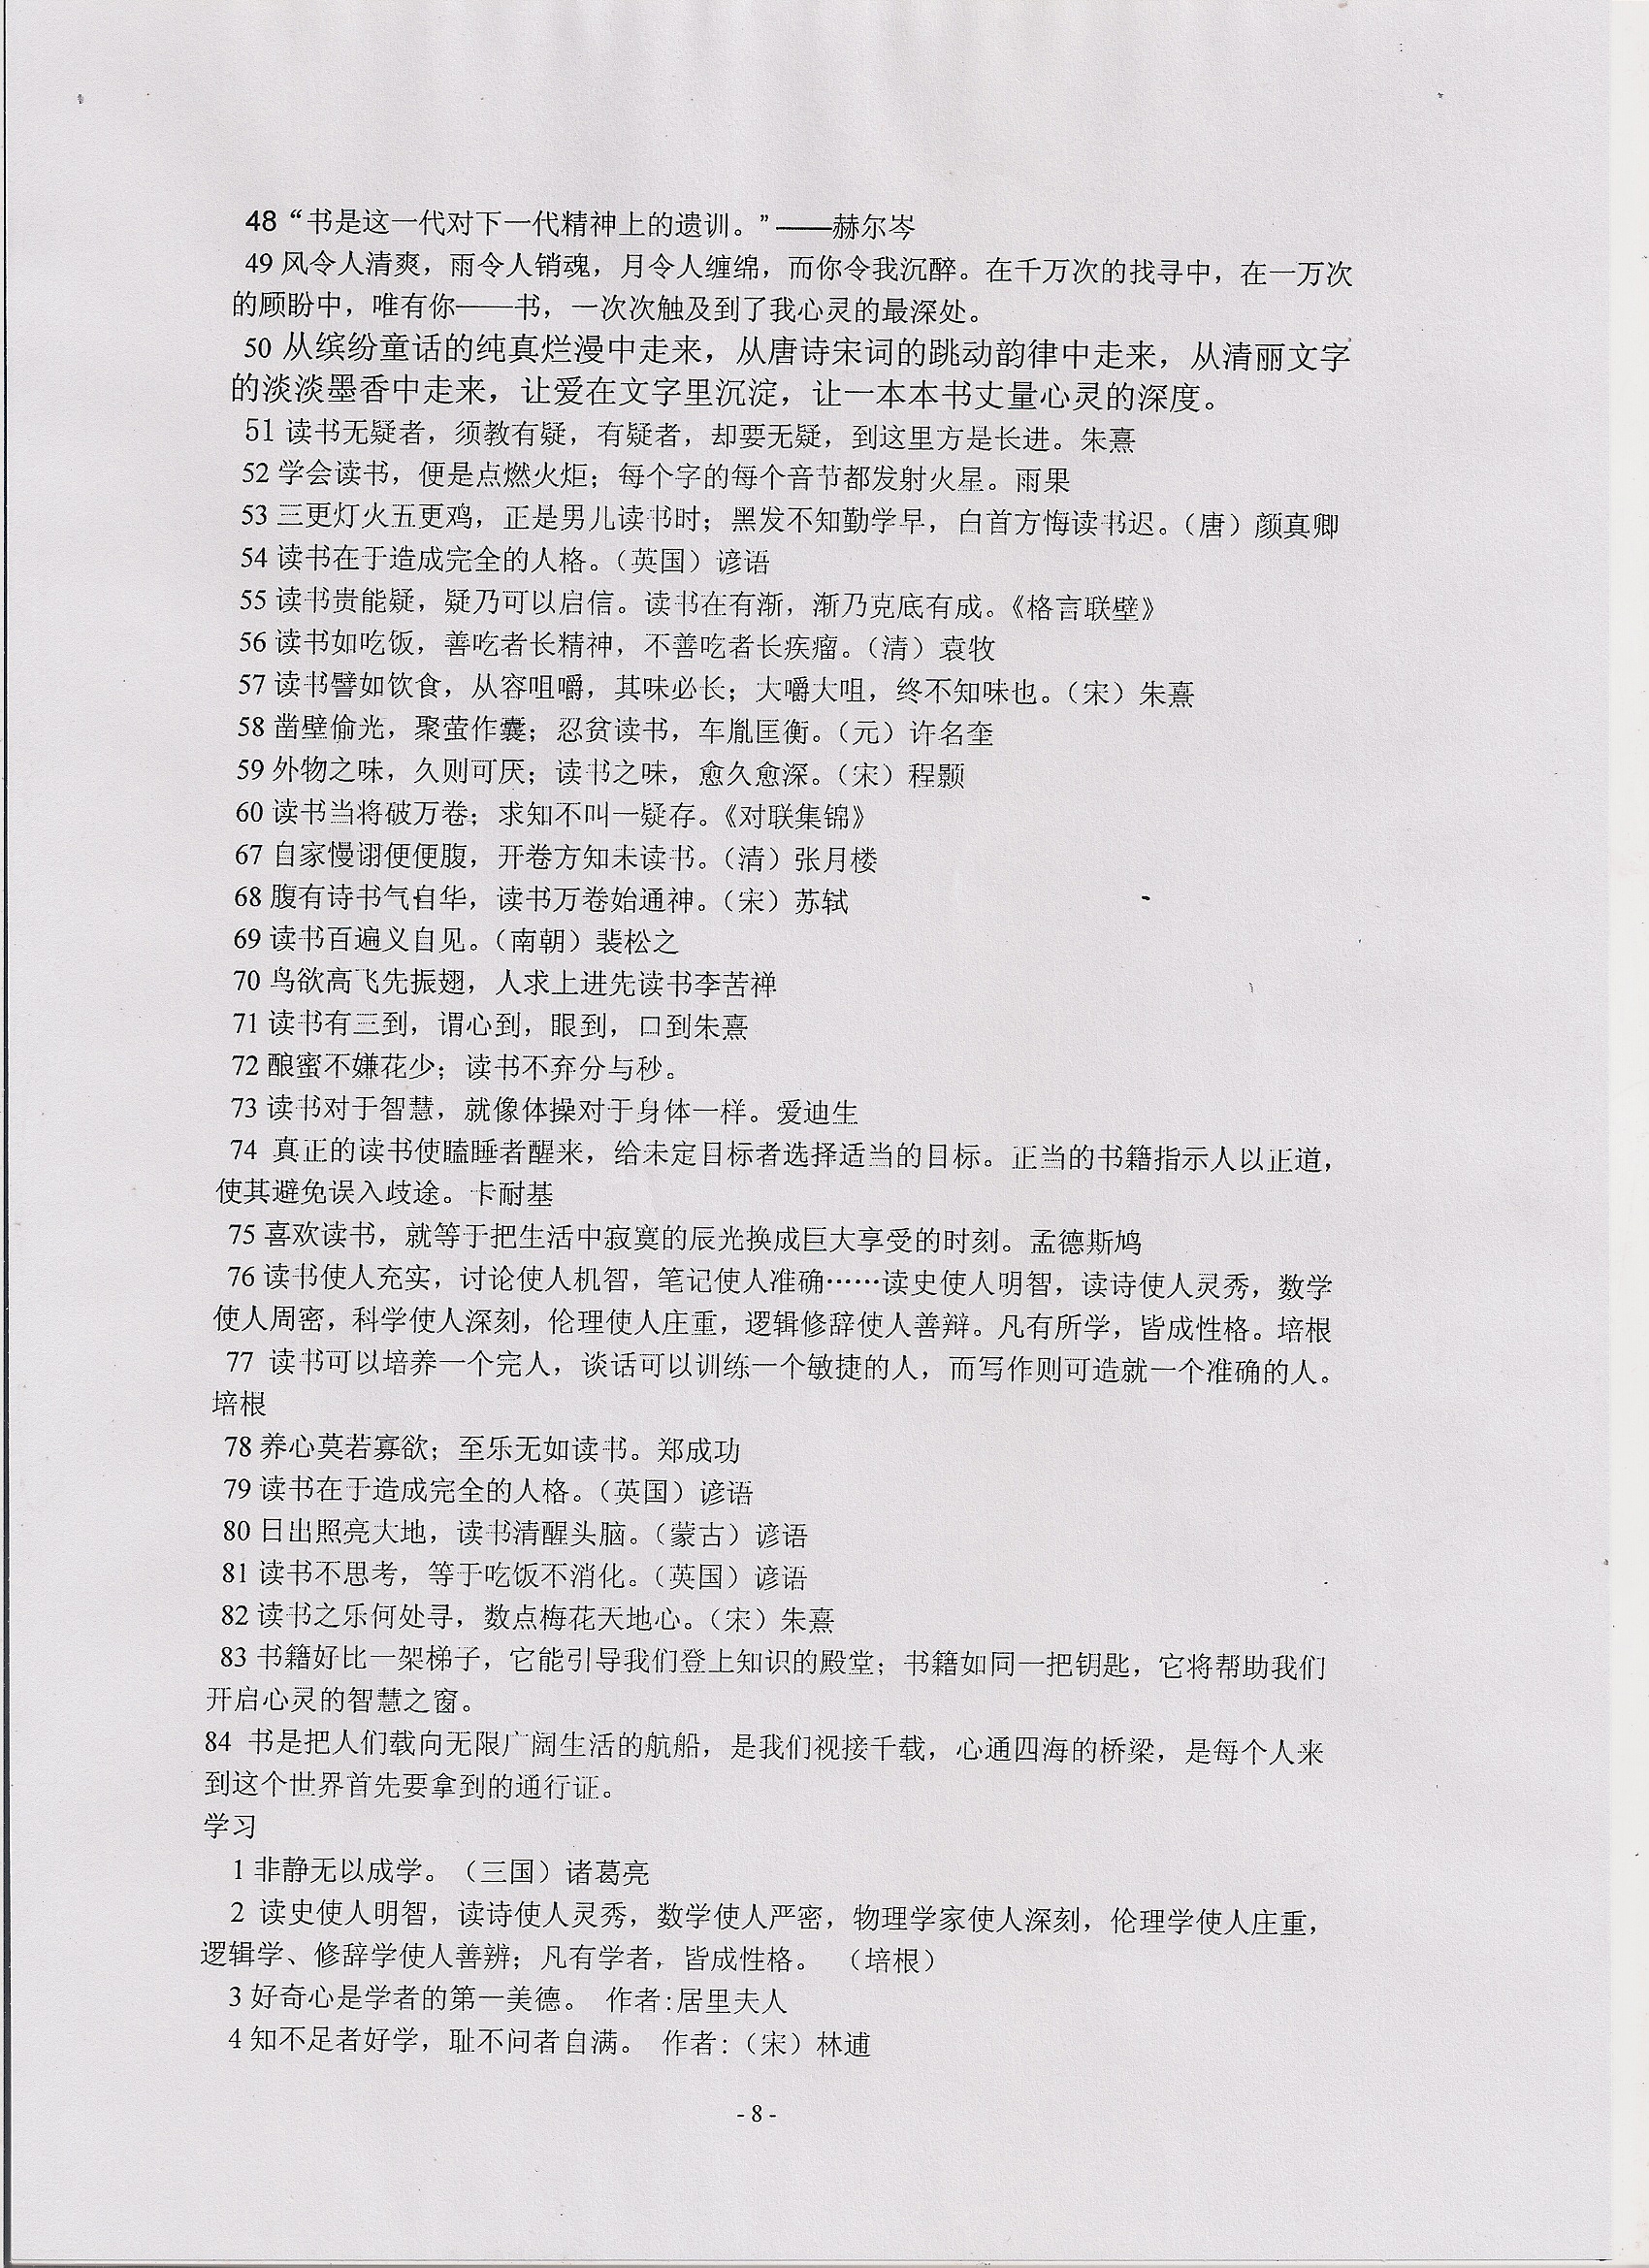 48“书是这一代对下一代精神上的遗训。”——赫尔岑
49 风令人清爽，雨令人销魂，月令人缠绵，而你令我沉醉。在千万次的找寻中，在一万次
的顾盼中，唯有你——书，一次次触及到了我心灵的最深处。
50 从缤纷童话的纯真烂漫中走来，从唐诗宋词的跳动韵律中走来，从清丽文字
的淡淡墨香中走来，让爱在文字里沉淀，让一本本书丈量心灵的深度。
51 读书无疑者，须教有疑，有疑者，却要无疑，到这里方是长进。朱熹
52 学会读书，便是点燃火炬；每个字的每个音节都发射火星。雨果
53 三更灯火五更鸡，正是男儿读书时；黑发不知勤学早，白首方悔读书迟。（唐）颜真卿
54 读书在于造成完全的人格。（英国）谚语
55 读书贵能疑，疑乃可以启信。读书在有渐，渐乃克底有成。《格言联壁》
56 读书如吃饭，善吃者长精神，不善吃者长疾瘤。（清）袁牧
57 读书譬如饮食，从容咀嚼，其味必长；大嚼大咀，终不知味也。（宋）朱熹
58 凿壁偷光，聚萤作囊；忍贫读书，车胤匡衡。（元）许名奎
59 外物之味，久则可厌；读书之味，愈久愈深。（宋）程颢
60 读书当将破万卷；求知不叫一疑存。《对联集锦》
67 自家慢诩便便腹，开卷方知未读书。（清）张月楼
68 腹有诗书气自华，读书万卷始通神。（宋）苏轼
69 读书百遍义自见。（南朝）裴松之
70 鸟欲高飞先振翅，人求上进先读书李苦禅
71 读书有三到，谓心到，眼到，口到朱熹
72 酿蜜不嫌花少；读书不弃分与秒。
73 读书对于智慧，就像体操对于身体一样。爱迪生
74 真正的读书使瞌睡者醒来，给未定目标者选择适当的目标。正当的书籍指示人以正道，
使其避免误入歧途。卡耐基
75 喜欢读书，就等于把生活中寂寞的辰光换成巨大享受的时刻。孟德斯鸠
76 读书使人充实，讨论使人机智，笔记使人准确……读史使人明智，读诗使人灵秀，数学
使人周密，科学使人深刻，伦理使人庄重，逻辑修辞使人善辩。凡有所学，皆成性格。培根
77 读书可以培养一个完人，谈话可以训练一个敏捷的人，而写作则可造就一个准确的人。
培根
78 养心莫若寡欲；至乐无如读书。郑成功
79 读书在于造成完全的人格。（英国）谚语
80 日出照亮大地，读书清醒头脑。（蒙古）谚语
81 读书不思考，等于吃饭不消化。（英国）谚语
82 读书之乐何处寻，数点梅花天地心。（宋）朱熹
83 书籍好比一架梯子，它能引导我们登上知识的殿堂；书籍如同一把钥匙，它将帮助我们
开启心灵的智慧之窗。
84 书是把人们载向无限广阔生活的航船，是我们视接千载，心通四海的桥梁，是每个人来
到这个世界首先要拿到的通行证。
学习
1 非静无以成学。（三国）诸葛亮
2 读史使人明智，读诗使人灵秀，数学使人严密，物理学家使人深刻，伦理学使人庄重，
逻辑学、修辞学使人善辨；凡有学者，皆成性格。 （培根）
3 好奇心是学者的第一美德。 作者:居里夫人
4 知不足者好学，耻不问者自满。 作者:（宋）林逋
- 8 -